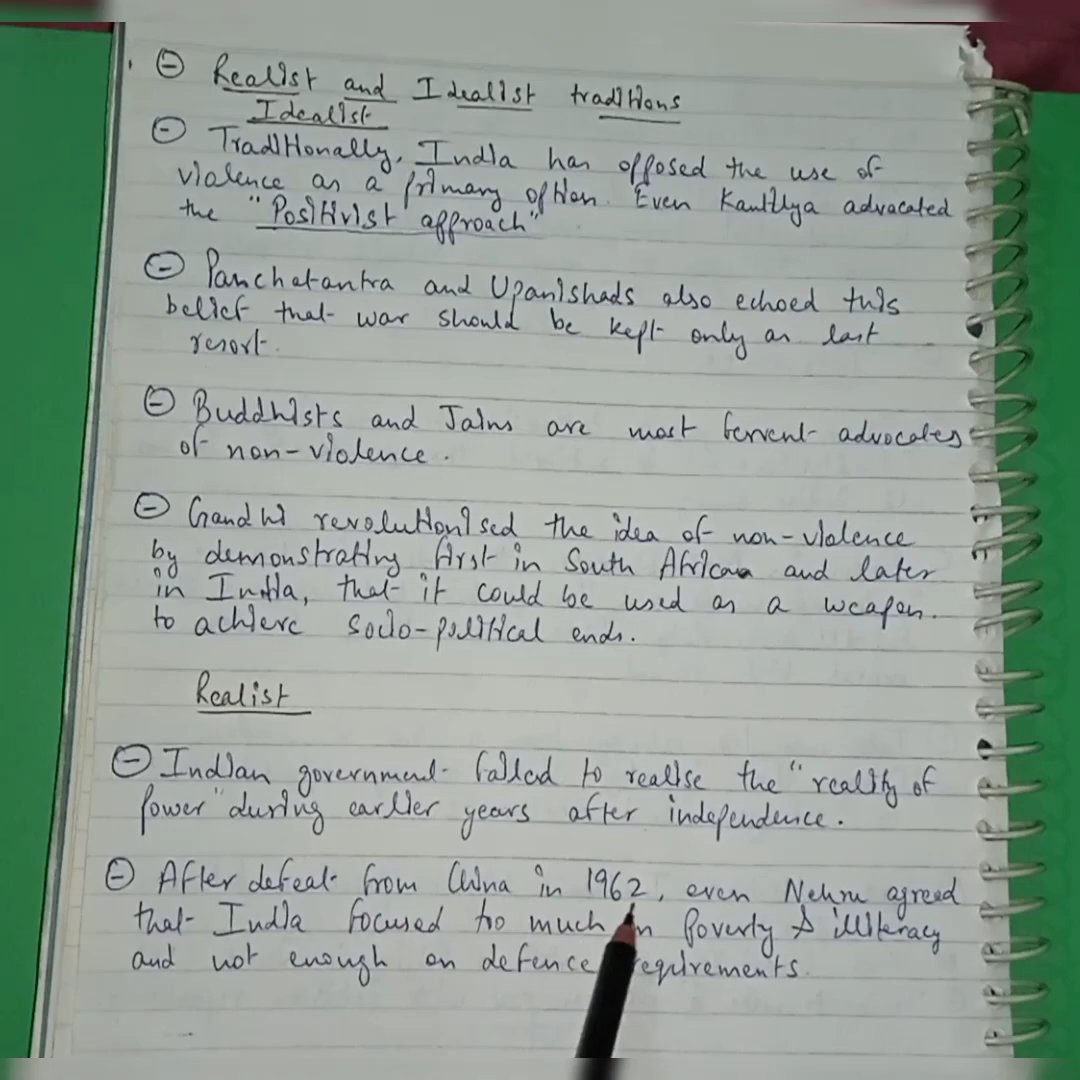 ⊖ Realist and Idealist traditions
Idealist
⊖ Traditionally, India has opposed the use of
violence as a primary option. Even Kautilya advocated
the "Positivist approach"
⊖ Panchatantra and Upanishads also echoed this
belief that war should be kept only as last
resort.
⊖ Buddhists and Jains are most fervent advocates
of non-violence.
⊖ Gandhi revolutionised the idea of non-violence
by demonstrating first in South Africa and later
in India, that it could be used as a weapon.
to achieve socio-political ends.
Realist
⊖ Indian government failed to realise the "reality of
power" during earlier years after independence.
⊖ After defeat from China in 1962, even Nehru agreed
that India focused too much on Poverty & illiteracy
and not enough on defence requirements.